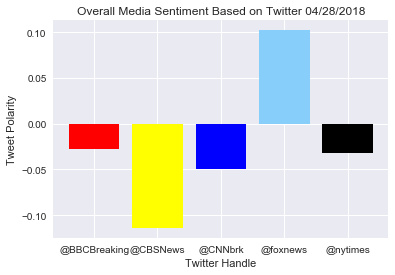 Overall Media Sentiment Based on Twitter 04/28/2018
0.10
0.05
0.00
−0.05
−0.10
Tweet Polarity
@BBCBreaking @CBSNews @CNNbrk @foxnews @nytimes
Twitter Handle